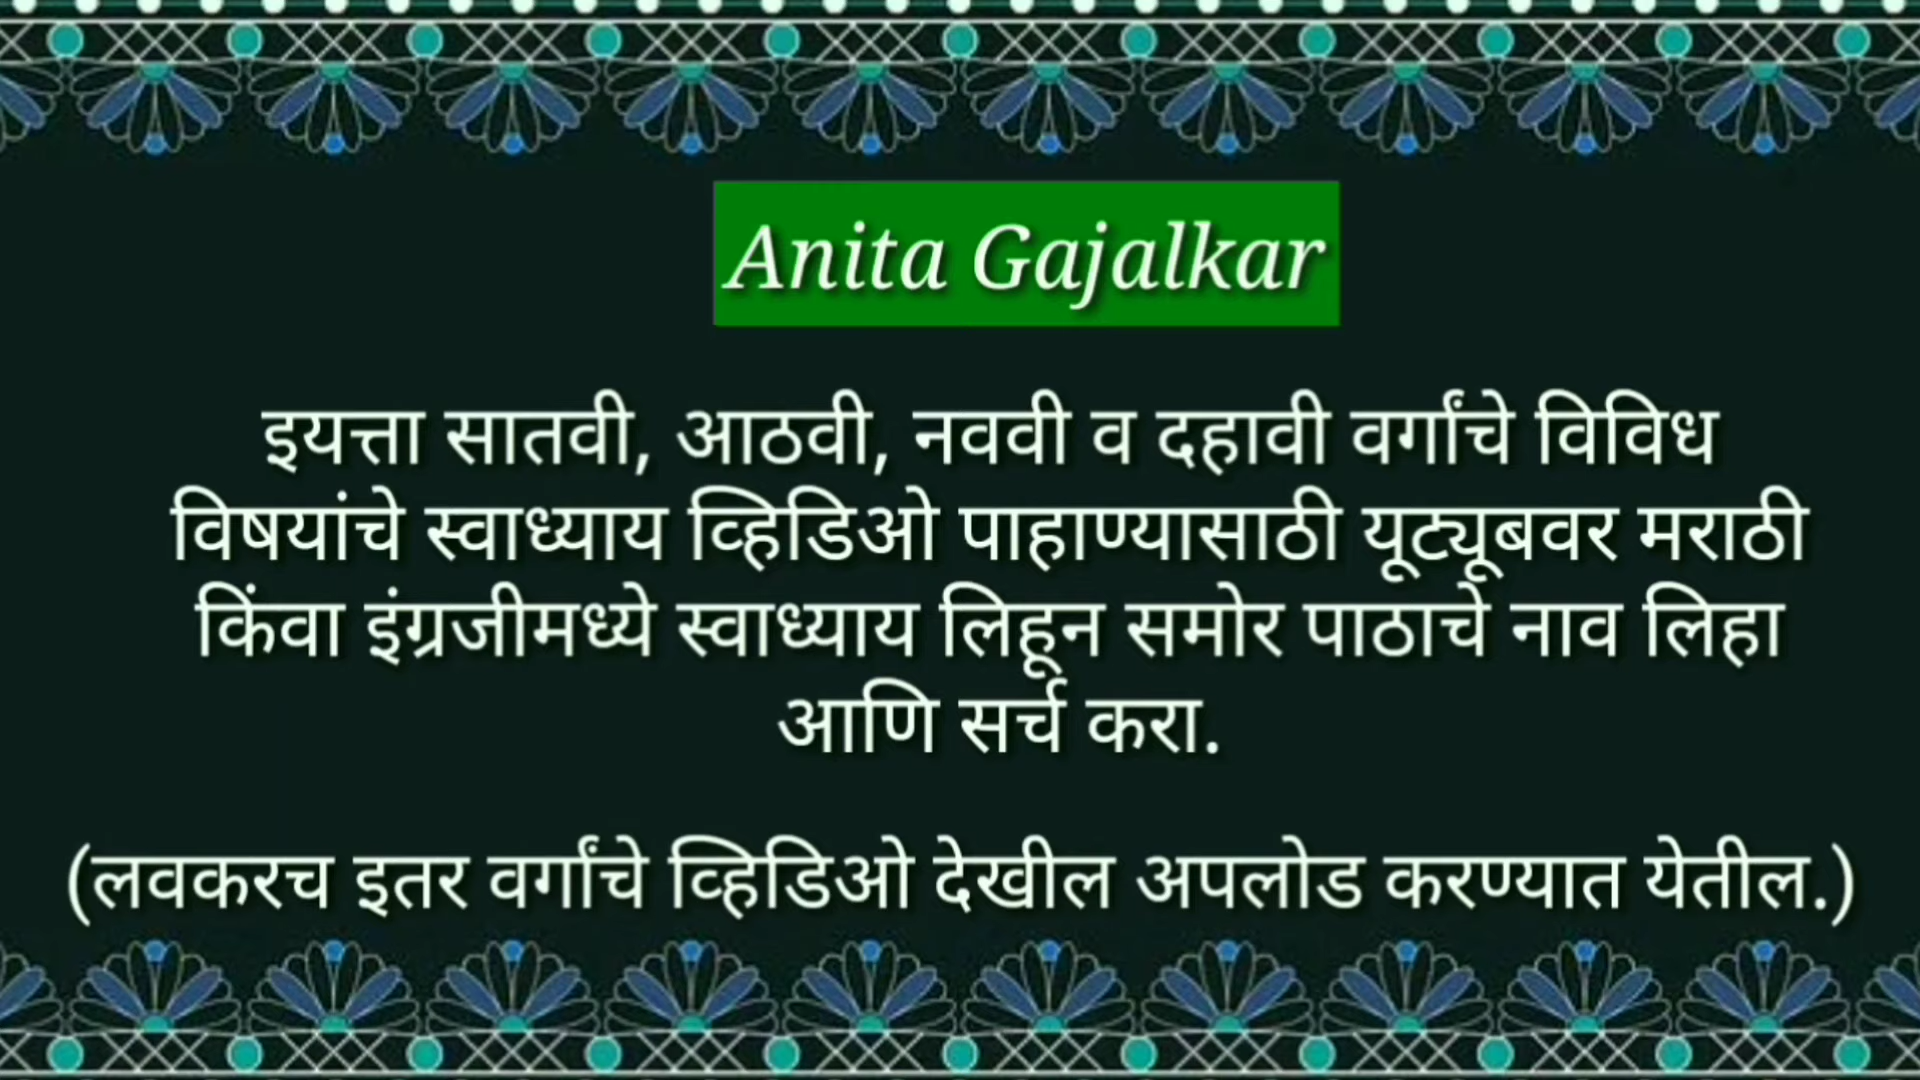 Anita Gajalkar
इयत्ता सातवी, आठवी, नववी व दहावी वर्गांचे विविध
विषयांचे स्वाध्याय व्हिडिओ पाहाण्यासाठी यूट्यूबवर मराठी
किंवा इंग्रजीमध्ये स्वाध्याय लिहून समोर पाठाचे नाव लिहा
आणि सर्च करा.
(लवकरच इतर वर्गांचे व्हिडिओ देखील अपलोड करण्यात येतील.)